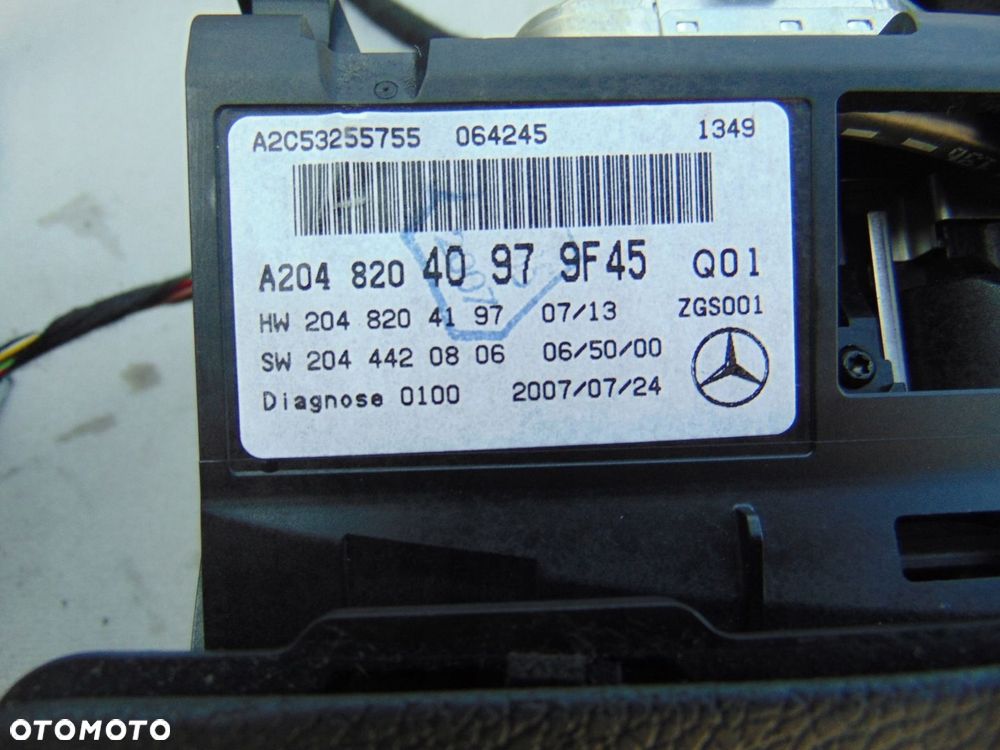 A2C53255755 064245 1349
A204 820 40 97 9F45 Q01
HW 204 820 41 97 07/13 ZGS001
SW 204 442 08 06 06/50/00
Diagnose 0100 2007/07/24
OTOMOTO